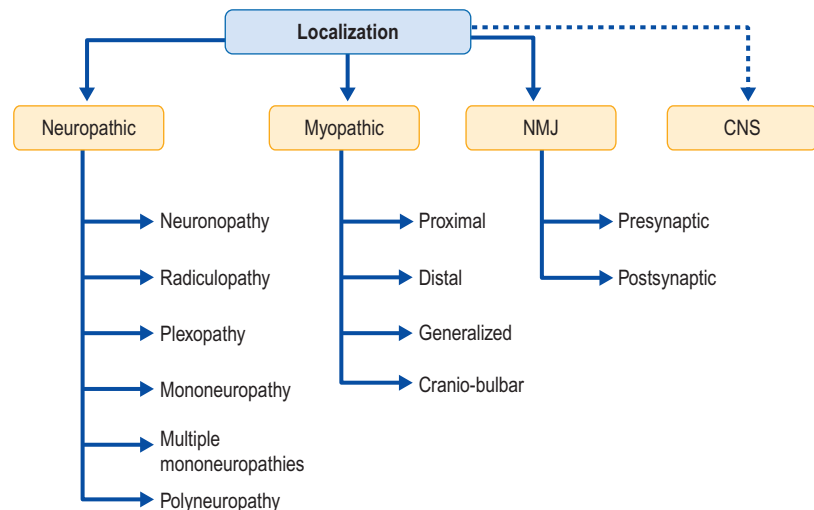 Localization
Neuropathic
Myopathic
NMJ
CNS
Neuronopathy
Radiculopathy
Plexopathy
Mononeuropathy
Multiple
mononeuropathies
Polyneuropathy
Proximal
Distal
Generalized
Cranio-bulbar
Presynaptic
Postsynaptic